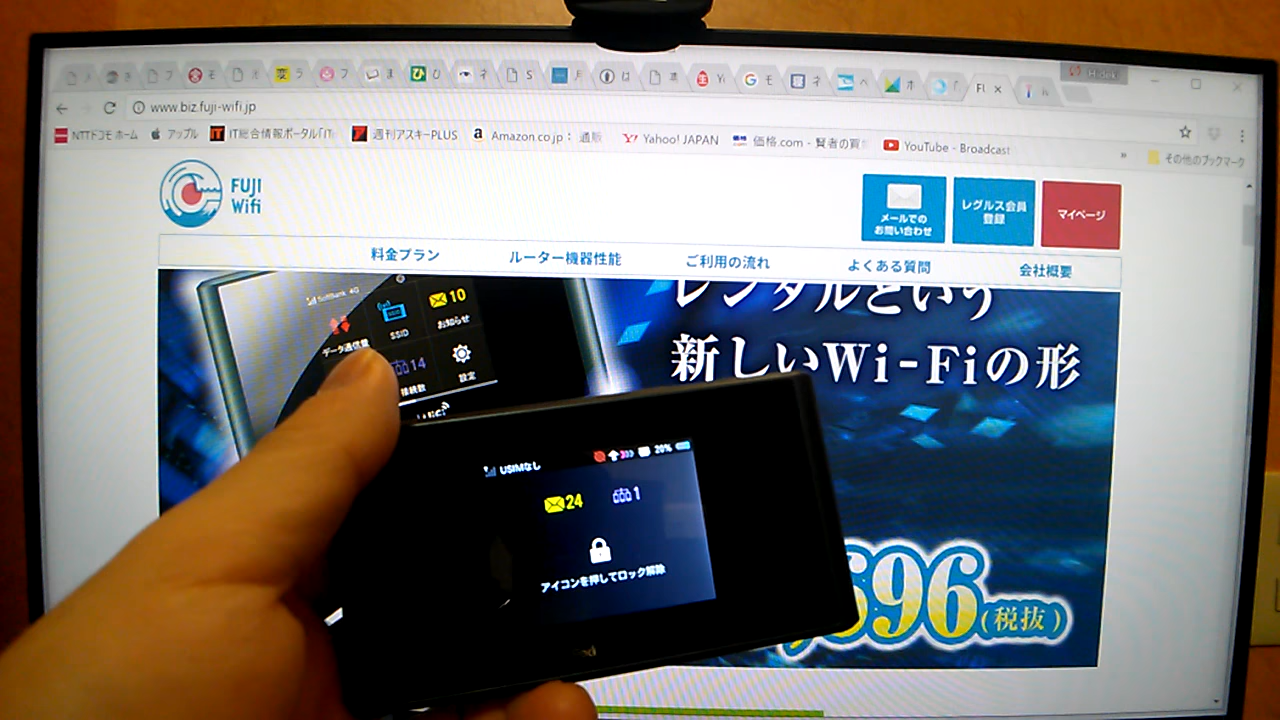 Hideki
www.biz.fuji-wifi.jp
NTTドコモ ホーム アップル IT総合情報ポータル「IT 週刊アスキーPLUS Amazon.co.jp: 通販 Yahoo! JAPAN 価格.com - 賢者の買 YouTube - Broadcast » その他のブックマーク
FUJI
Wifi
メールでの
お問い合わせ
レグルス会員
登録
マイページ
料金プラン ルーター機器性能 ご利用の流れ よくある質問 会社概要
SoftBank 4G
データ通信量
SSID
10
お知らせ
14
接続数
設定
レンタルという
新しいWi-Fiの形
696(税抜)
USIMなし 20%
24 1
アイコンを押してロック解除